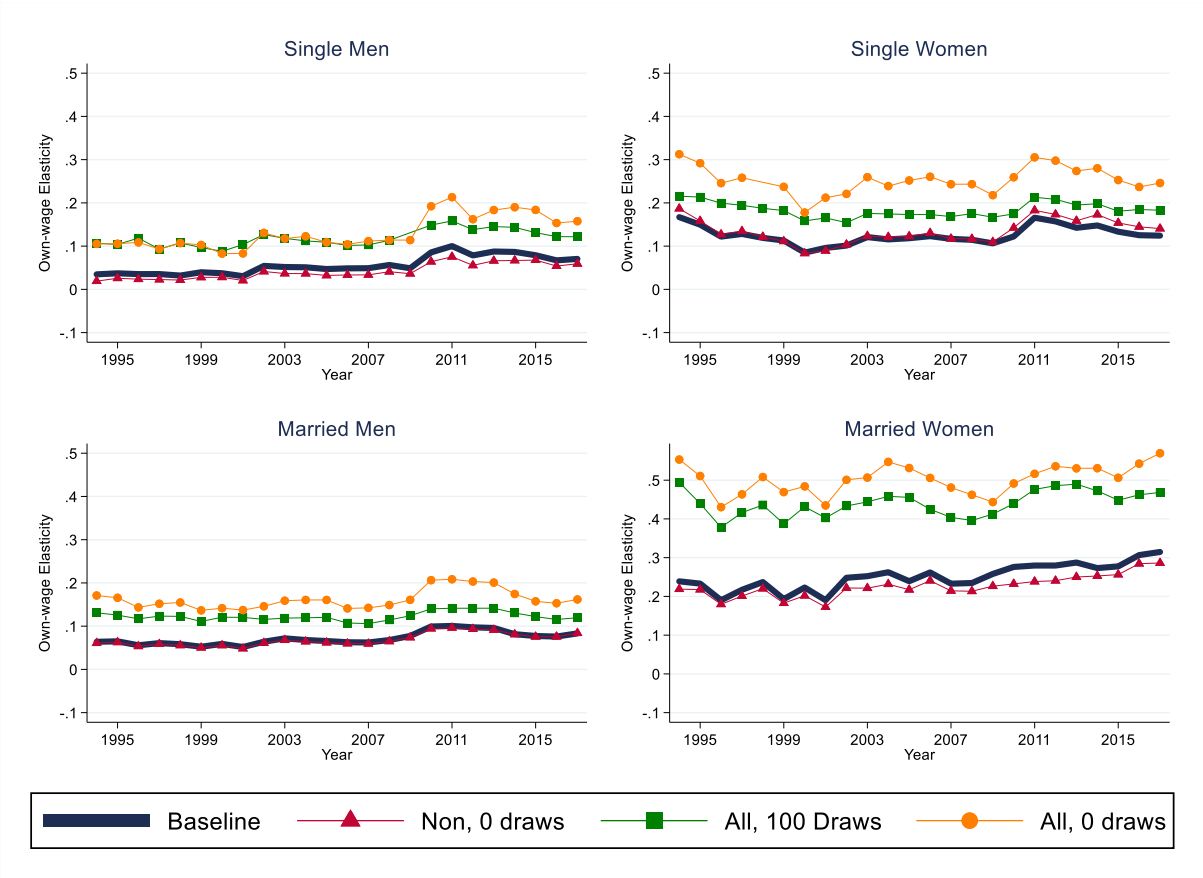 Single Men
Own-wage Elasticity
.5
.4
.3
.2
.1
0
-.1
1995 1999 2003 2007 2011 2015
Year
Single Women
Own-wage Elasticity
.5
.4
.3
.2
.1
0
-.1
1995 1999 2003 2007 2011 2015
Year
Married Men
Own-wage Elasticity
.5
.4
.3
.2
.1
0
-.1
1995 1999 2003 2007 2011 2015
Year
Married Women
Own-wage Elasticity
.5
.4
.3
.2
.1
0
-.1
1995 1999 2003 2007 2011 2015
Year
Baseline Non, 0 draws All, 100 Draws All, 0 draws